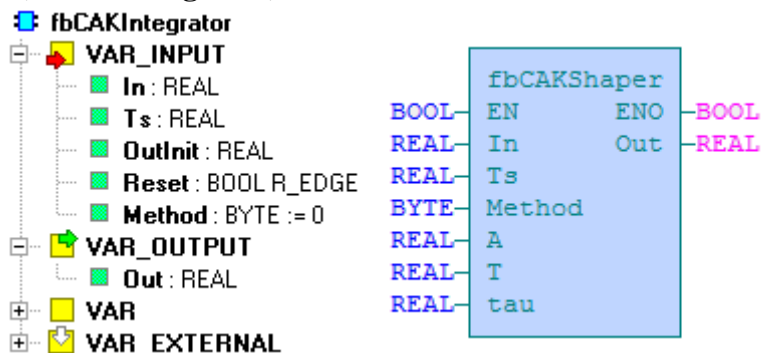 fbCAKIntegrator
VAR_INPUT
In : REAL
Ts : REAL
OutInit : REAL
Reset : BOOL R_EDGE
Method : BYTE := 0
VAR_OUTPUT
Out : REAL
VAR
VAR_EXTERNAL
fbCAKShaper
BOOL EN ENO BOOL
REAL In Out REAL
REAL Ts
BYTE Method
REAL A
REAL T
REAL tau